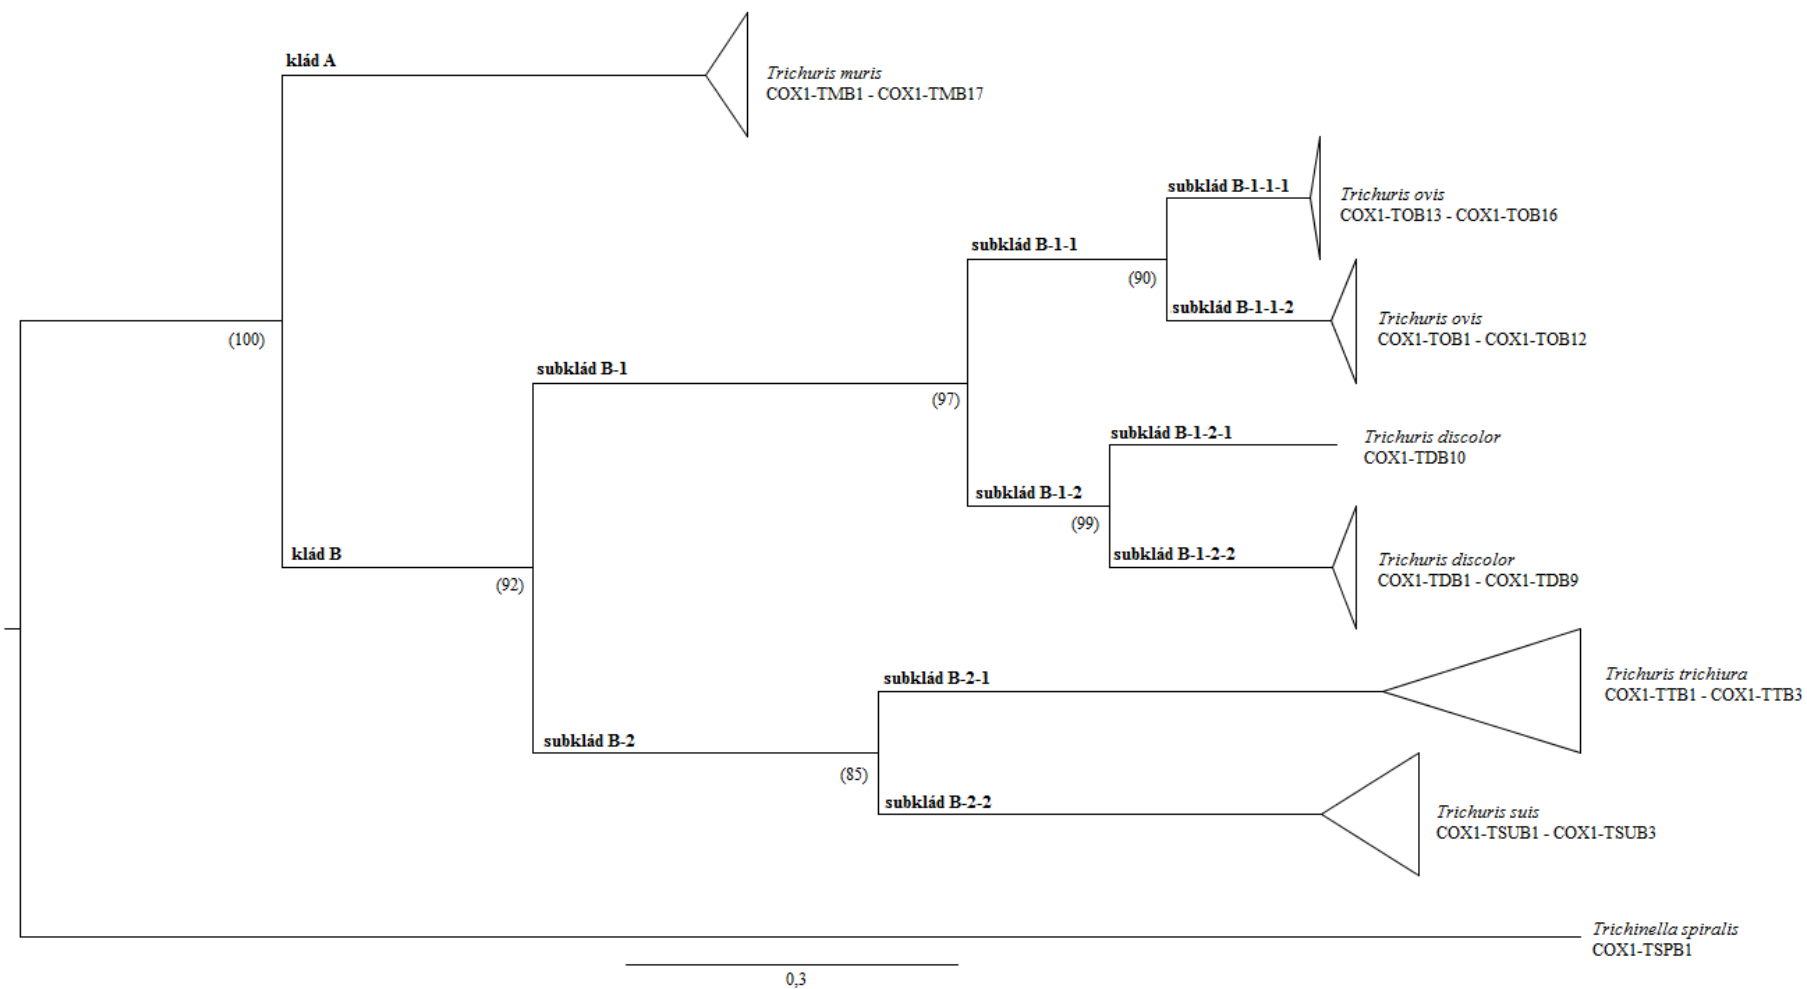 klád A
Trichuris muris
COX1-TMB1 - COX1-TMB17
subklád B-1-1-1
Trichuris ovis
COX1-TOB13 - COX1-TOB16
subklád B-1-1
(90)
subklád B-1-1-2
Trichuris ovis
COX1-TOB1 - COX1-TOB12
(100)
subklád B-1
(97)
subklád B-1-2-1
Trichuris discolor
COX1-TDB10
subklád B-1-2
(99)
klád B
subklád B-1-2-2
Trichuris discolor
COX1-TDB1 - COX1-TDB9
(92)
subklád B-2-1
Trichuris trichiura
COX1-TTB1 - COX1-TTB3
subklád B-2
(85)
subklád B-2-2
Trichuris suis
COX1-TSUB1 - COX1-TSUB3
Trichinella spiralis
COX1-TSPB1
0,3